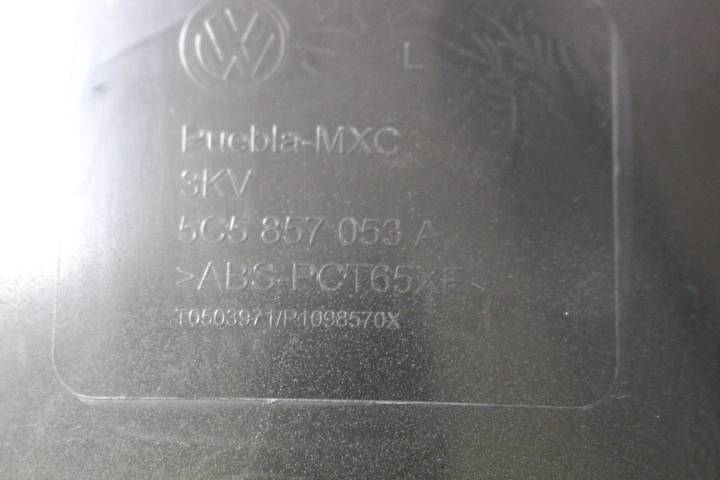 L
Puebla-MXC
SKV
5C5 857 053 A
>ABS-PCT65XF<
T0503971/P1098570X